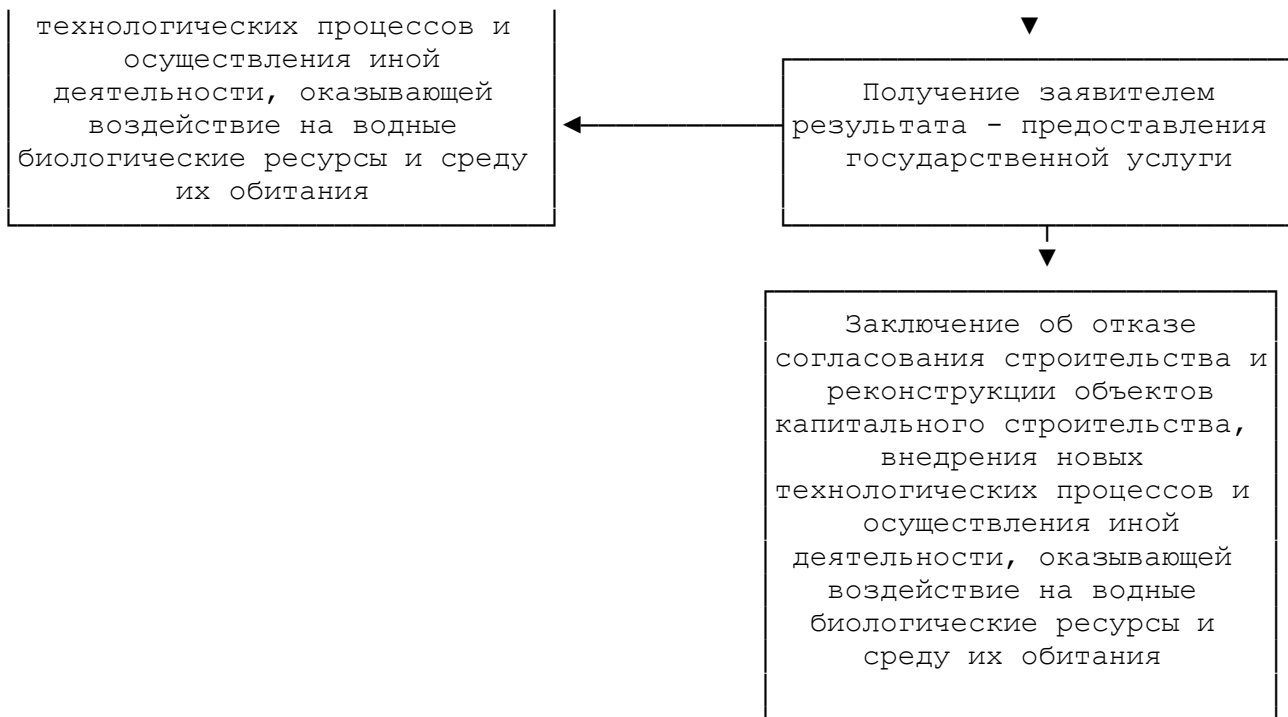 технологических процессов и
осуществления иной
деятельности, оказывающей
воздействие на водные
биологические ресурсы и среду
их обитания
Получение заявителем
результата - предоставления
государственной услуги
Заключение об отказе
согласования строительства и
реконструкции объектов
капитального строительства,
внедрения новых
технологических процессов и
осуществления иной
деятельности, оказывающей
воздействие на водные
биологические ресурсы и
среду их обитания